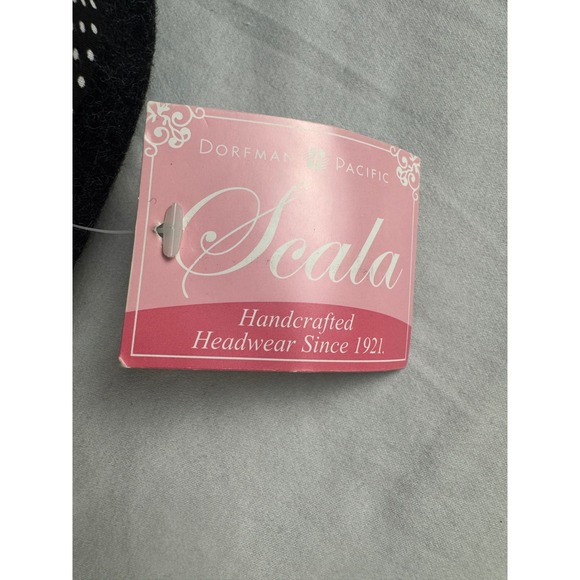 DORFMAN PACIFIC
Scala
Handcrafted
Headwear Since 1921.